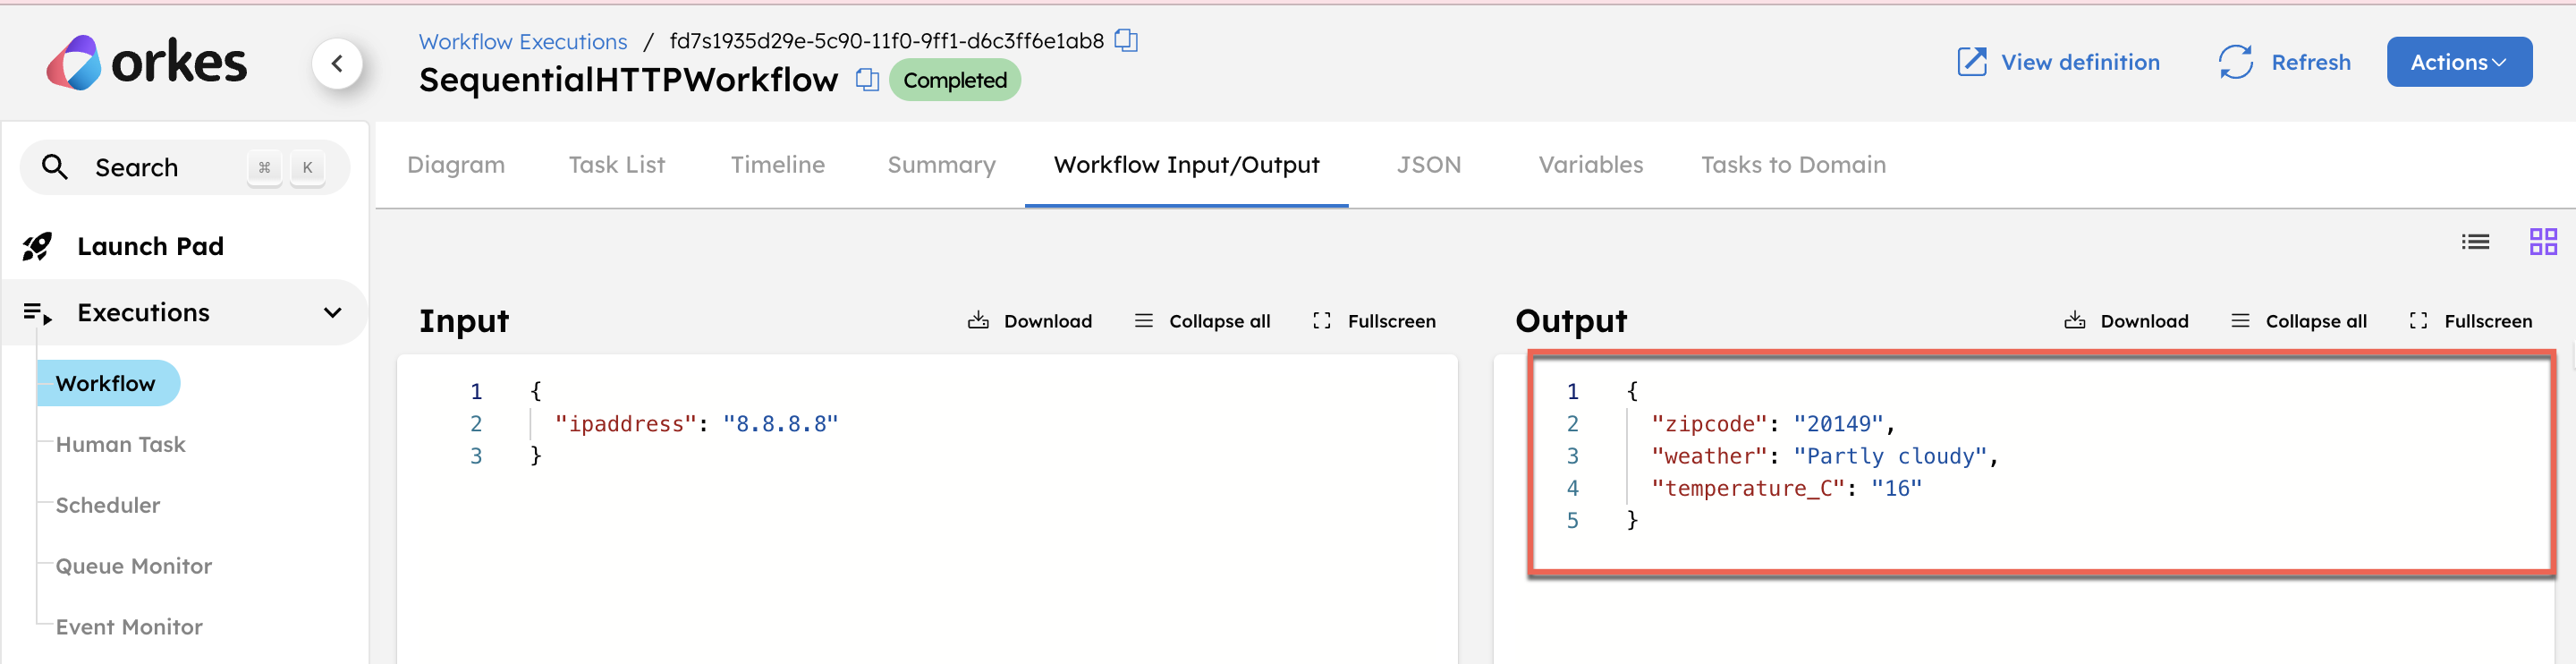 orkes
Workflow Executions / fd7s1935d29e-5c90-11f0-9ff1-d6c3ff6e1ab8
SequentialHTTPWorkflow Completed
View definition Refresh Actions
Search ⌘ K
Launch Pad
Executions
Workflow
Human Task
Scheduler
Queue Monitor
Event Monitor
Diagram Task List Timeline Summary Workflow Input/Output JSON Variables Tasks to Domain
Input Download Collapse all Fullscreen
1 {
2 "ipaddress": "8.8.8.8"
3 }
Output Download Collapse all Fullscreen
1 {
2 "zipcode": "20149",
3 "weather": "Partly cloudy",
4 "temperature_C": "16"
5 }